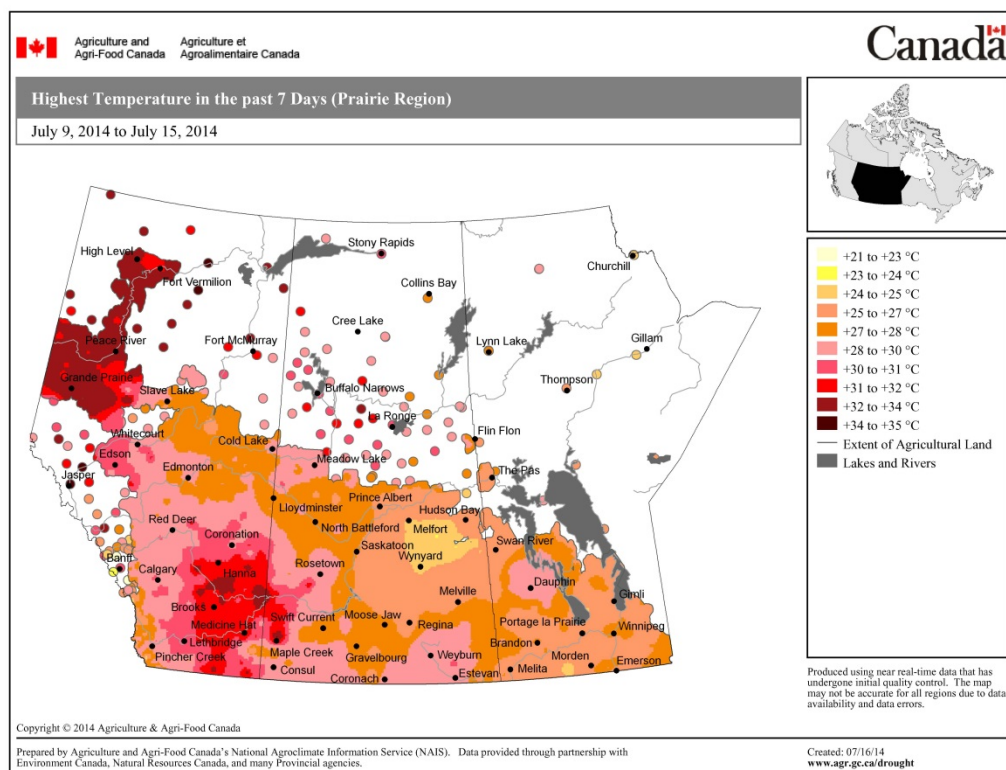 Agriculture and
Agri-Food Canada
Agriculture et
Agroalimentaire Canada
Canada
Highest Temperature in the past 7 Days (Prairie Region)
July 9, 2014 to July 15, 2014
High Level
Fort Vermilion
Stony Rapids
Churchill
Collins Bay
Peace River
Fort McMurray
Cree Lake
Lynn Lake
Gillam
Grande Prairie
Slave Lake
Buffalo Narrows
Thompson
La Ronge
Whitecourt
Cold Lake
Flin Flon
Edson
Meadow Lake
Jasper
Edmonton
The Pas
Lloydminster
Prince Albert
Hudson Bay
Red Deer
North Battleford
Melfort
Coronation
Saskatoon
Swan River
Banff
Hanna
Rosetown
Wynyard
Calgary
Dauphin
Brooks
Melville
Gimli
Medicine Hat
Swift Current
Moose Jaw
Regina
Portage la Prairie
Winnipeg
Lethbridge
Maple Creek
Gravelbourg
Weyburn
Brandon
Morden
Pincher Creek
Consul
Coronach
Estevan
Melita
Emerson
+21 to +23 °C
+23 to +24 °C
+24 to +25 °C
+25 to +27 °C
+27 to +28 °C
+28 to +30 °C
+30 to +31 °C
+31 to +32 °C
+32 to +34 °C
+34 to +35 °C
Extent of Agricultural Land
Lakes and Rivers
Produced using near real-time data that has
undergone initial quality control. The map
may not be accurate for all regions due to data
availability and data errors.
Copyright © 2014 Agriculture & Agri-Food Canada
Prepared by Agriculture and Agri-Food Canada's National Agroclimate Information Service (NAIS). Data provided through partnership with
Environment Canada, Natural Resources Canada, and many Provincial agencies.
Created: 07/16/14
www.agr.gc.ca/drought